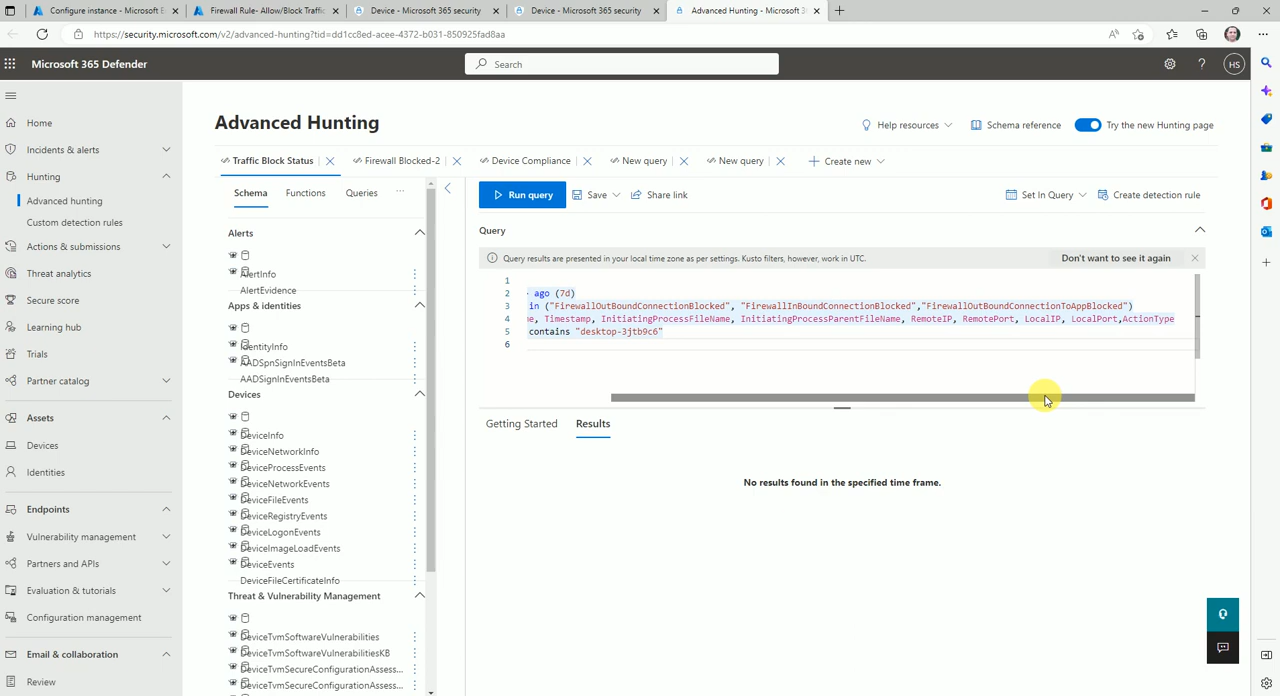 Configure instance - Microsoft E
Firewall Rule- Allow/Block Traffi
Device - Microsoft 365 security
Device - Microsoft 365 security
Advanced Hunting - Microsoft 3
https://security.microsoft.com/v2/advanced-hunting?tid=dd1cc8ed-acee-4372-b031-850925fad8aa
Microsoft 365 Defender
Search
HS
Home
Incidents & alerts
Hunting
Advanced hunting
Custom detection rules
Actions & submissions
Threat analytics
Secure score
Learning hub
Trials
Partner catalog
Assets
Devices
Identities
Endpoints
Vulnerability management
Partners and APIs
Evaluation & tutorials
Configuration management
Email & collaboration
Review
Advanced Hunting
Help resources
Schema reference
Try the new Hunting page
Traffic Block Status
Firewall Blocked-2
Device Compliance
New query
New query
Create new
Schema
Functions
Queries
Alerts
AlertInfo
AlertEvidence
Apps & identities
IdentityInfo
AADSpnSignInEventsBeta
AADSignInEventsBeta
Devices
DeviceInfo
DeviceNetworkInfo
DeviceProcessEvents
DeviceNetworkEvents
DeviceFileEvents
DeviceRegistryEvents
DeviceLogonEvents
DeviceImageLoadEvents
DeviceEvents
DeviceFileCertificateInfo
Threat & Vulnerability Management
DeviceTvmSoftwareVulnerabilities
DeviceTvmSoftwareVulnerabilitiesKB
DeviceTvmSecureConfigurationAssess...
DeviceTvmSecureConfigurationAssess...
Run query
Save
Share link
Set In Query
Create detection rule
Query
Query results are presented in your local time zone as per settings. Kusto filters, however, work in UTC.
Don't want to see it again
1
2 ago (7d)
3 in ("FirewallOutBoundConnectionBlocked", "FirewallInBoundConnectionBlocked","FirewallOutBoundConnectionToAppBlocked")
4 e, Timestamp, InitiatingProcessFileName, InitiatingProcessParentFileName, RemoteIP, RemotePort, LocalIP, LocalPort,ActionType
5 contains "desktop-3jtb9c6"
6
Getting Started
Results
No results found in the specified time frame.